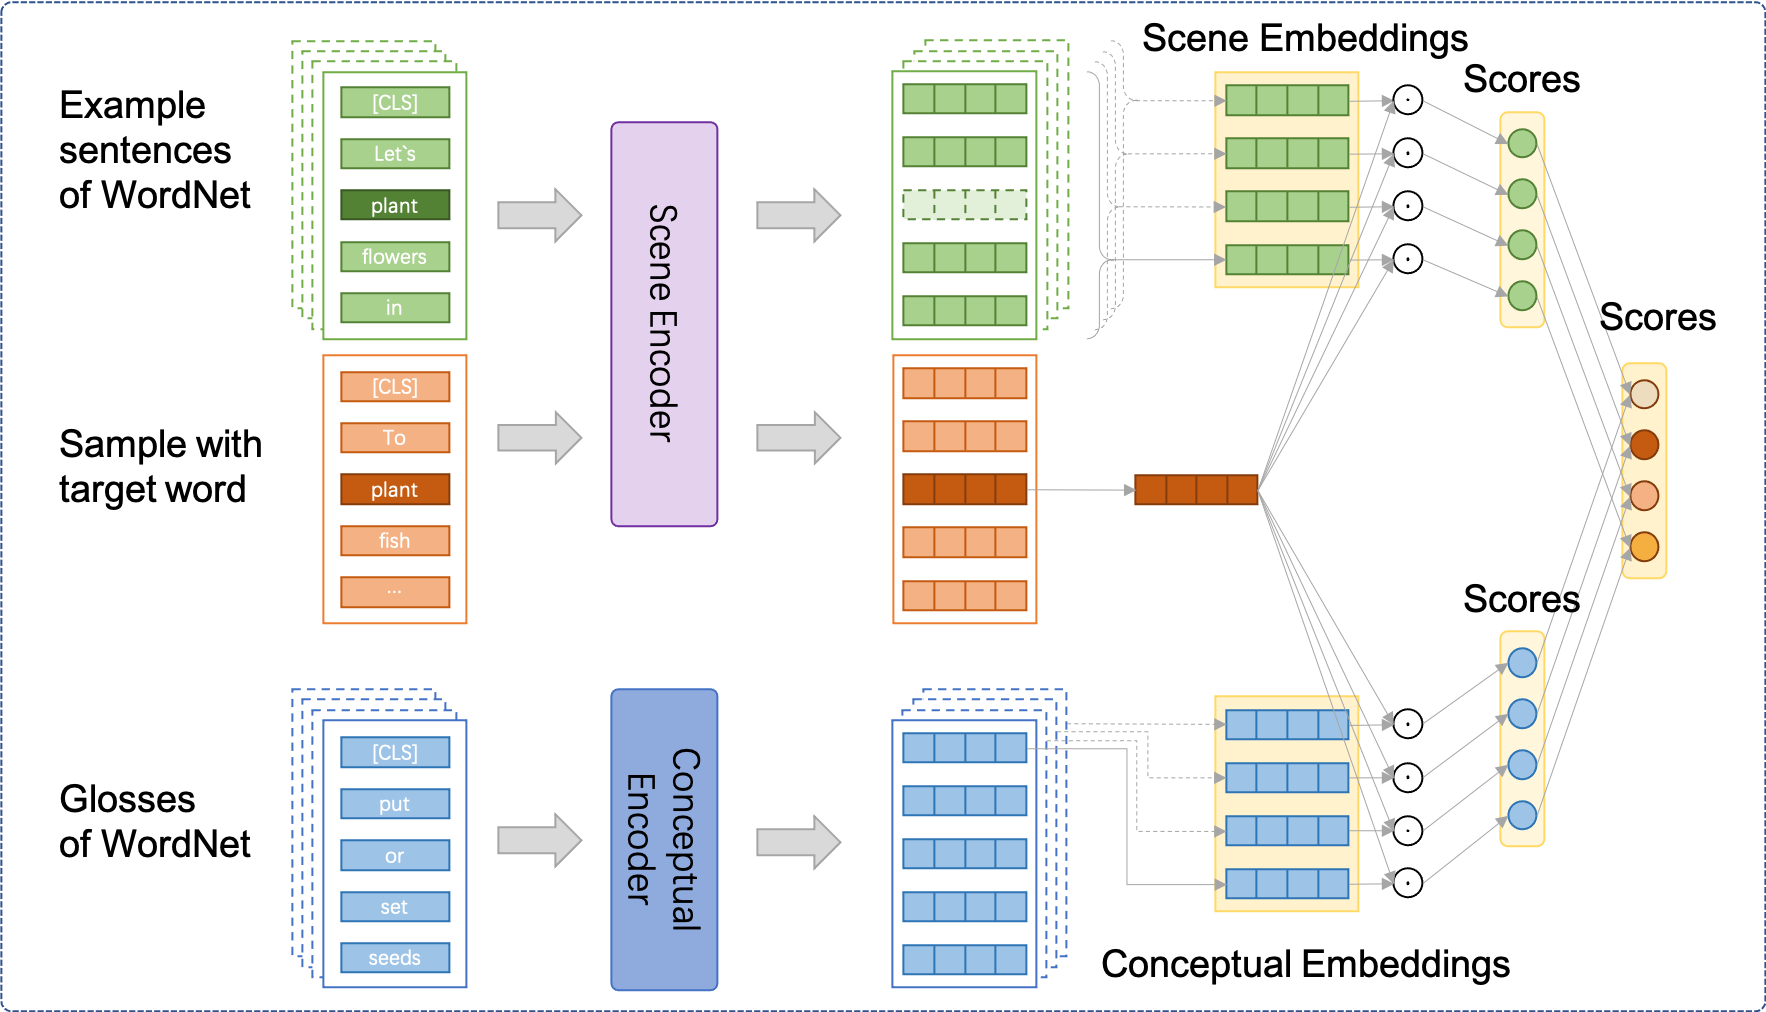 Example
sentences
of WordNet
[CLS]
Let`s
plant
flowers
in
Scene Encoder
Scene Embeddings
Scores
Sample with
target word
[CLS]
To
plant
fish
...
Scores
Glosses
of WordNet
[CLS]
put
or
set
seeds
Conceptual
Encoder
Scores
Conceptual Embeddings